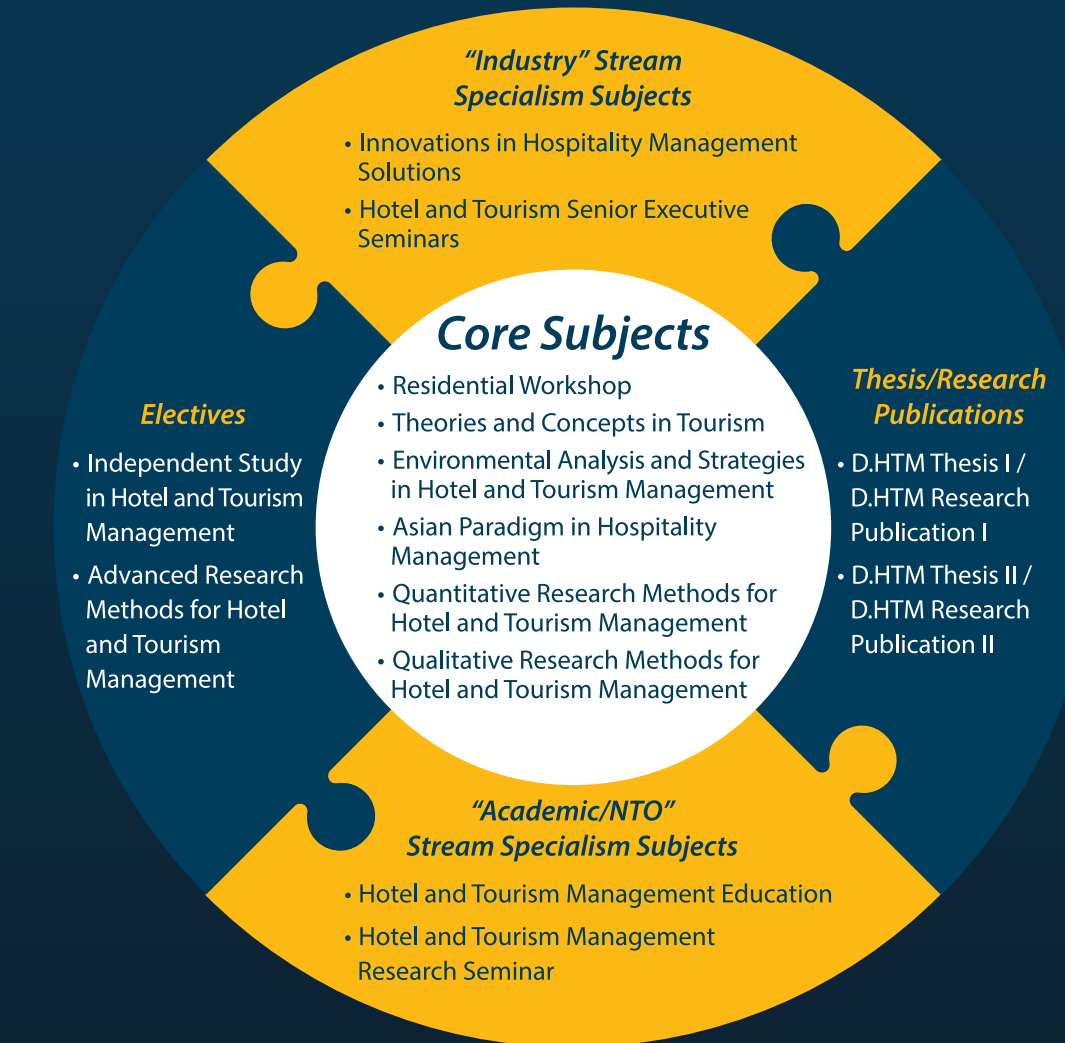 “Industry” Stream
Specialism Subjects
• Innovations in Hospitality Management
Solutions
• Hotel and Tourism Senior Executive
Seminars
Core Subjects
• Residential Workshop
• Theories and Concepts in Tourism
• Environmental Analysis and Strategies
in Hotel and Tourism Management
• Asian Paradigm in Hospitality
Management
• Quantitative Research Methods for
Hotel and Tourism Management
• Qualitative Research Methods for
Hotel and Tourism Management
Electives
• Independent Study
in Hotel and Tourism
Management
• Advanced Research
Methods for Hotel
and Tourism
Management
Thesis/Research
Publications
• D.HTM Thesis I /
D.HTM Research
Publication I
• D.HTM Thesis II /
D.HTM Research
Publication II
“Academic/NTO”
Stream Specialism Subjects
• Hotel and Tourism Management Education
• Hotel and Tourism Management
Research Seminar